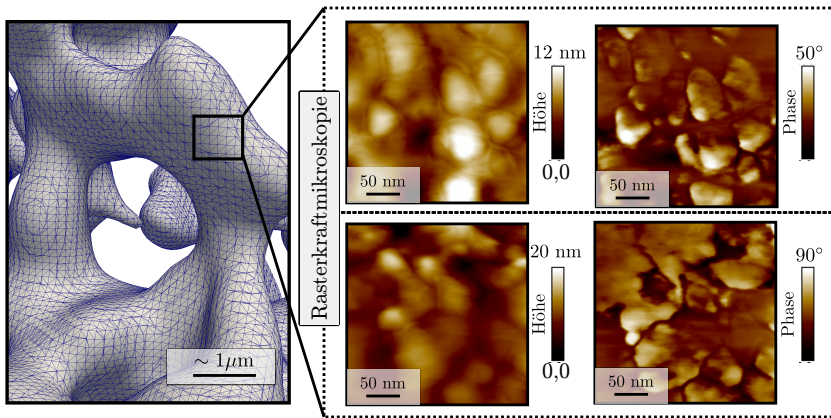 ~ 1μm
Rasterkraftmikroskopie
50 nm
12 nm
Höhe
0,0
50 nm
50°
Phase
50 nm
20 nm
Höhe
0,0
50 nm
90°
Phase